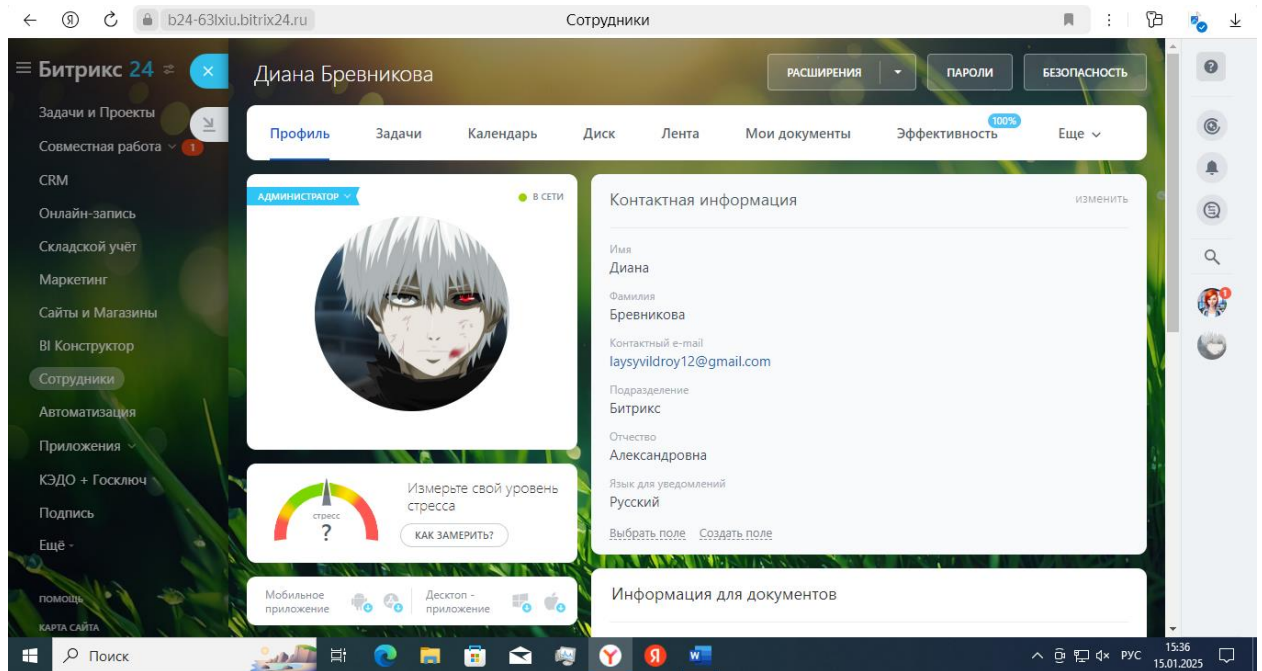 b24-63lxiu.bitrix24.ru
Сотрудники
Битрикс 24
Задачи и Проекты
Совместная работа 1
CRM
Онлайн-запись
Складской учёт
Маркетинг
Сайты и Магазины
BI Конструктор
Сотрудники
Автоматизация
Приложения
КЭДО + Госключ
Подпись
Ещё -
ПОМОЩЬ
КАРТА САЙТА
Диана Бревникова
РАСШИРЕНИЯ
ПАРОЛИ
БЕЗОПАСНОСТЬ
Профиль Задачи Календарь Диск Лента Мои документы Эффективность 100% Еще
АДМИНИСТРАТОР
В СЕТИ
стресс
?
Измерьте свой уровень
стресса
КАК ЗАМЕРИТЬ?
Мобильное
приложение
Десктоп -
приложение
Контактная информация
изменить
Имя
Диана
Фамилия
Бревникова
Контактный e-mail
laysyvildroy12@gmail.com
Подразделение
Битрикс
Отчество
Александровна
Язык для уведомлений
Русский
Выбрать поле Создать поле
Информация для документов
1
Поиск
РУС
15:36
15.01.2025